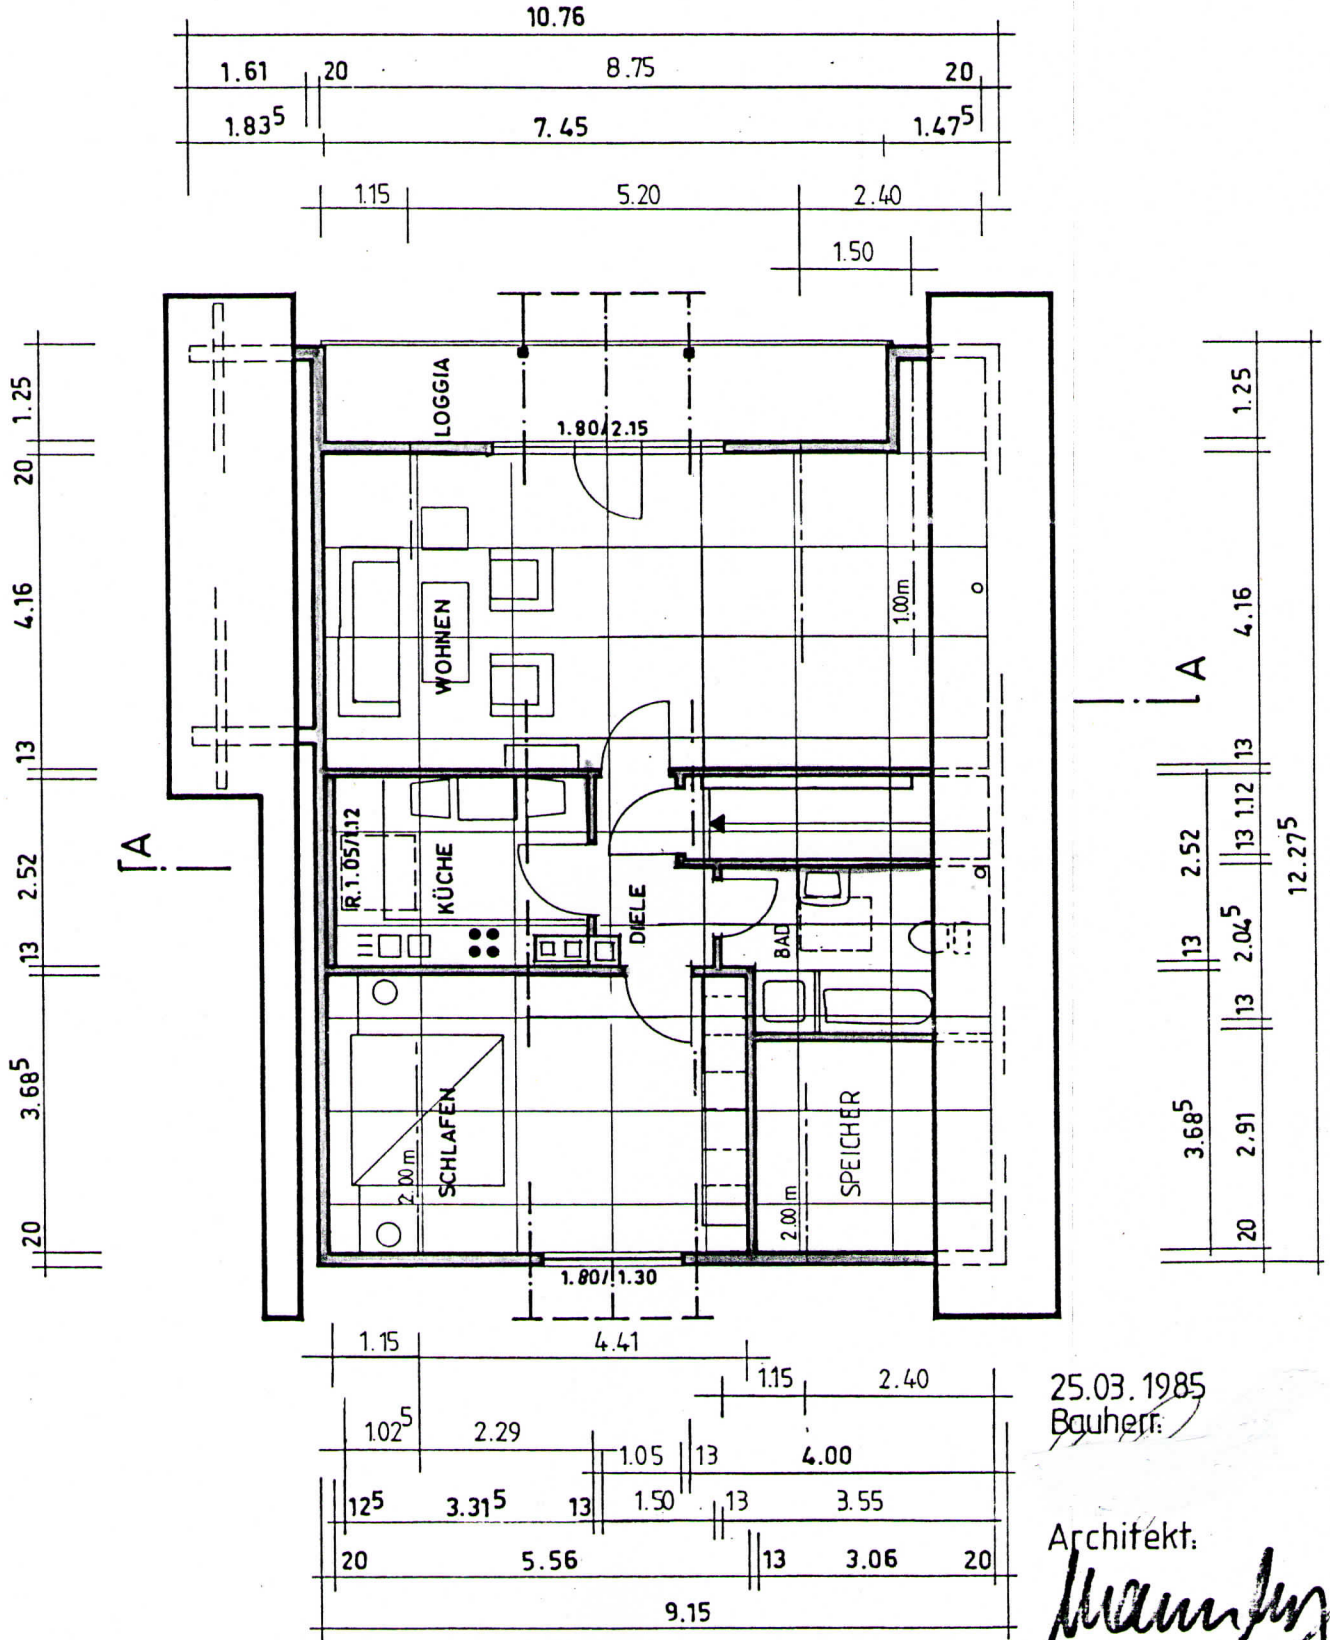 10.76
1.61 20 8.75 20
1.83⁵ 7.45 1.47⁵
1.15 5.20 2.40
1.50
1.25
20
4.16
13
2.52
13
3.68⁵
20
LOGGIA
1.80/2.15
WOHNEN
1.00m
A
A
R.1.05/1.12
KÜCHE
DIELE
BAD
SCHLAFEN
2.00 m
SPEICHER
2.00 m
1.80/1.30
1.25
4.16
13
1.12
13
2.52
2.04⁵
13
13
3.68⁵
2.91
20
12.27⁵
1.15 4.41
1.15 2.40
1.02⁵ 2.29
1.05 13 4.00
12⁵ 3.31⁵ 13 1.50 13 3.55
20 5.56 13 3.06 20
9.15
25.03.1985
Bauherr:
Architekt: